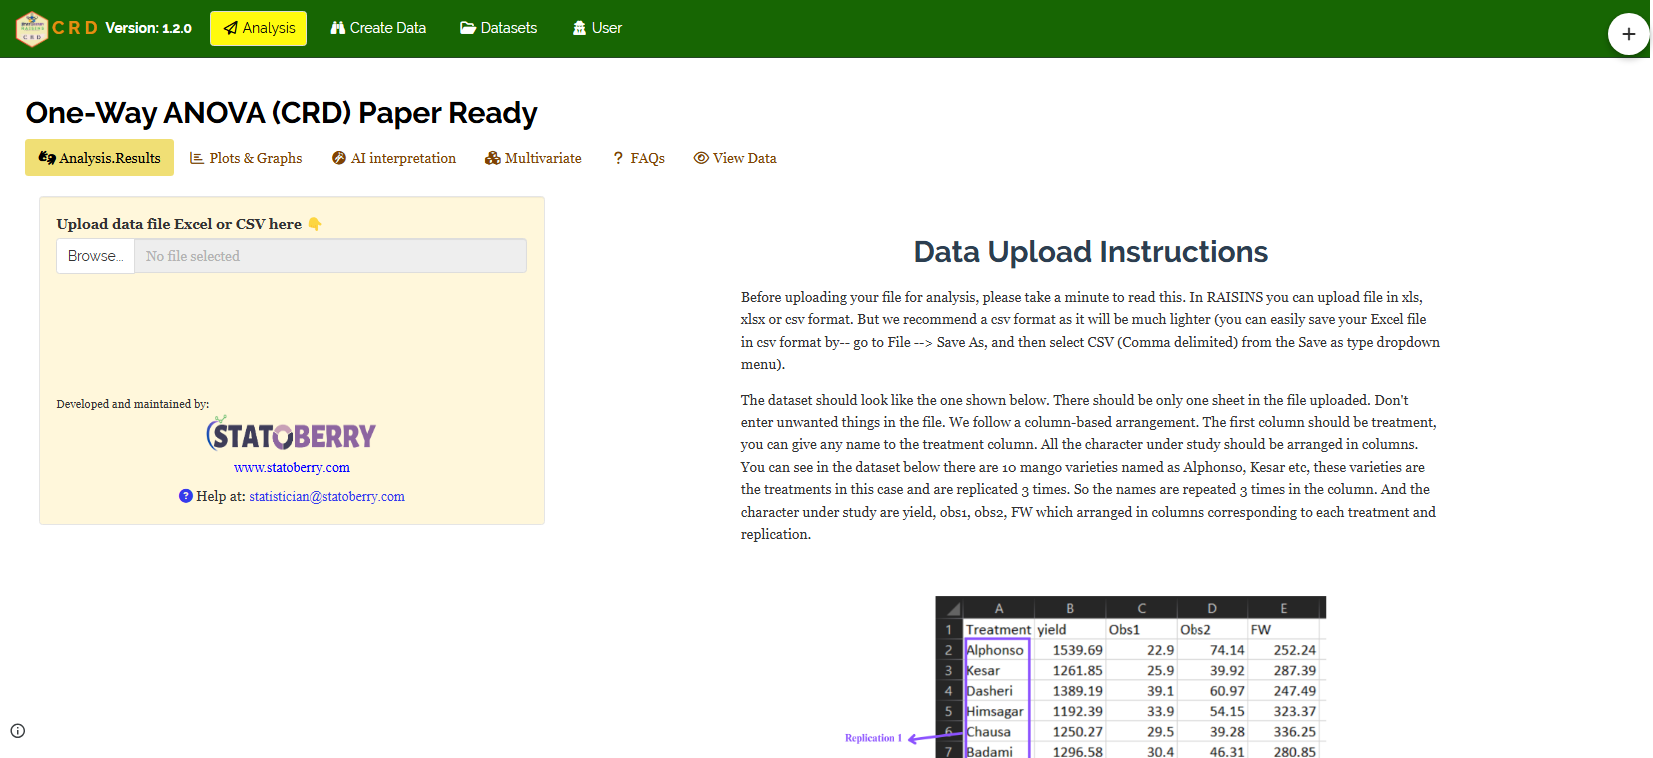 CRD Version: 1.2.0 Analysis Create Data Datasets User
One-Way ANOVA (CRD) Paper Ready
Analysis.Results Plots & Graphs AI interpretation Multivariate ? FAQs View Data
Upload data file Excel or CSV here
Browse... No file selected
Developed and maintained by:
STATOBERRY
www.statoberry.com
Help at: statistician@statoberry.com
Data Upload Instructions
Before uploading your file for analysis, please take a minute to read this. In RAISINS you can upload file in xls,
xlsx or csv format. But we recommend a csv format as it will be much lighter (you can easily save your Excel file
in csv format by-- go to File --> Save As, and then select CSV (Comma delimited) from the Save as type dropdown
menu).
The dataset should look like the one shown below. There should be only one sheet in the file uploaded. Don't
enter unwanted things in the file. We follow a column-based arrangement. The first column should be treatment,
you can give any name to the treatment column. All the character under study should be arranged in columns.
You can see in the dataset below there are 10 mango varieties named as Alphonso, Kesar etc, these varieties are
the treatments in this case and are replicated 3 times. So the names are repeated 3 times in the column. And the
character under study are yield, obs1, obs2, FW which arranged in columns corresponding to each treatment and
replication.
A B C D E
1 Treatment yield Obs1 Obs2 FW
2 Alphonso 1539.69 22.9 74.14 252.24
3 Kesar 1261.85 25.9 39.92 287.39
4 Dasheri 1389.19 39.1 60.97 247.49
5 Himsagar 1192.39 33.9 54.15 323.37
6 Chausa 1250.27 29.5 39.28 336.25
Replication 1
7 Badami 1296.58 30.4 46.31 280.85